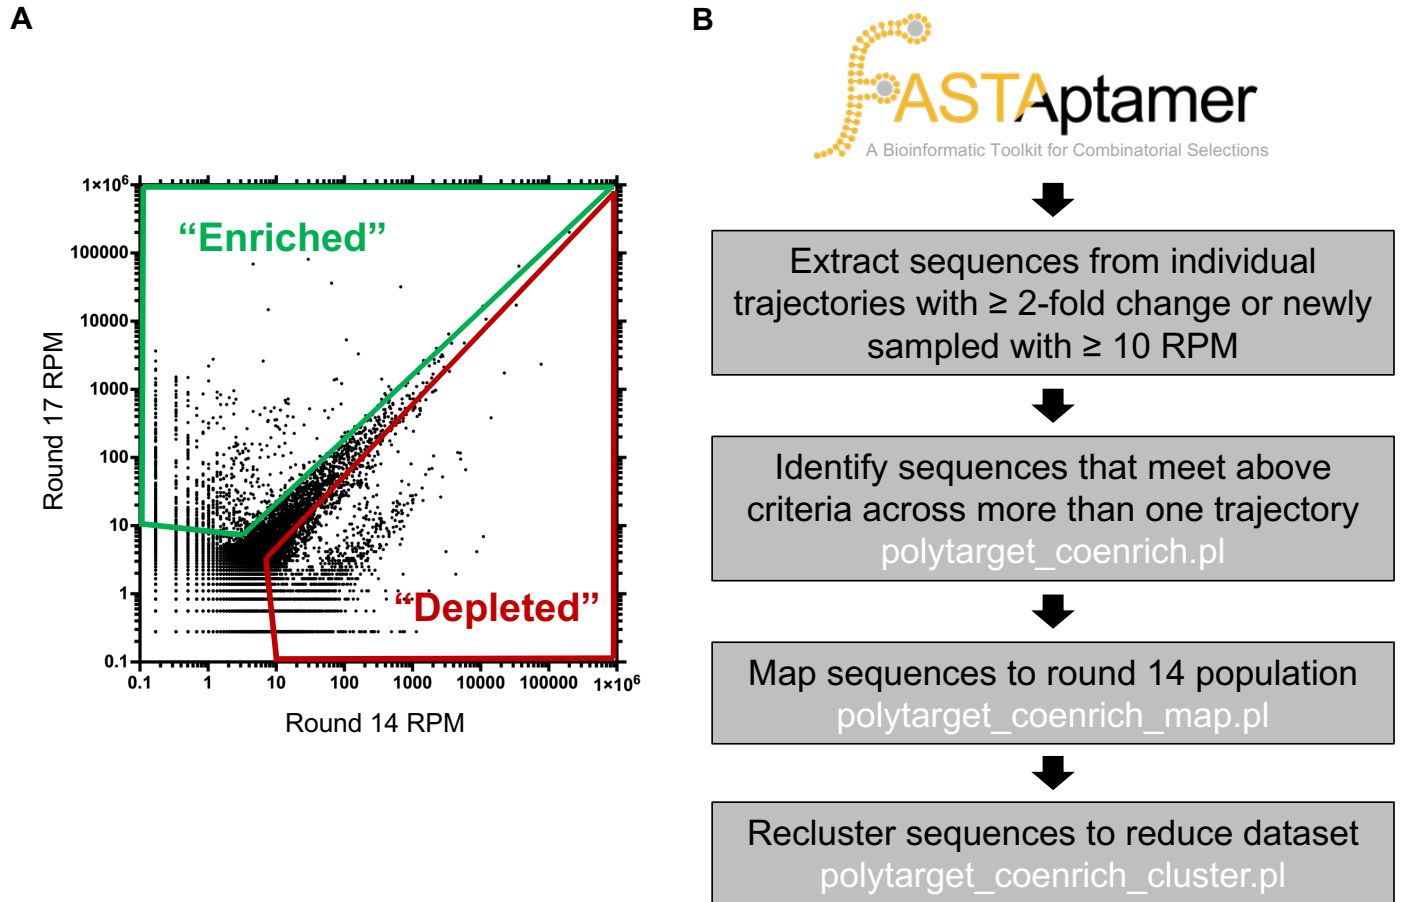 A
1×10⁶
100000
10000
1000
100
10
1
0.1
Round 17 RPM
“Enriched”
“Depleted”
0.1 1 10 100 1000 10000 100000 1×10⁶
Round 14 RPM
B
FASTAptamer
A Bioinformatic Toolkit for Combinatorial Selections
Extract sequences from individual
trajectories with ≥ 2-fold change or newly
sampled with ≥ 10 RPM
Identify sequences that meet above
criteria across more than one trajectory
polytarget_coenrich.pl
Map sequences to round 14 population
polytarget_coenrich_map.pl
Recluster sequences to reduce dataset
polytarget_coenrich_cluster.pl